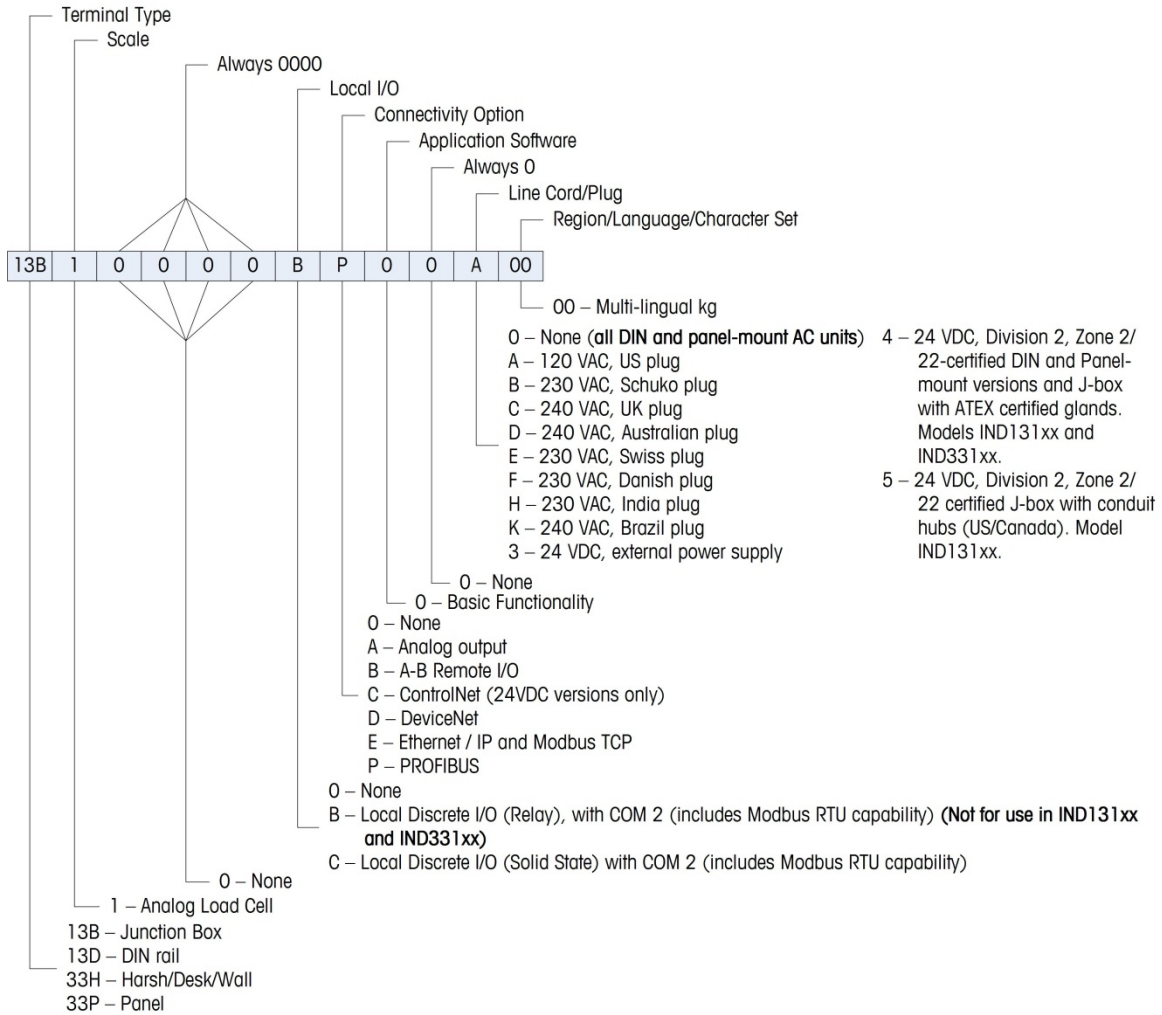 Terminal Type
Scale
Always 0000
Local I/O
Connectivity Option
Application Software
Always 0
Line Cord/Plug
Region/Language/Character Set
13B 1 0 0 0 0 B P 0 0 A 00
00 – Multi-lingual kg
0 – None (all DIN and panel-mount AC units)
A – 120 VAC, US plug
B – 230 VAC, Schuko plug
C – 240 VAC, UK plug
D – 240 VAC, Australian plug
E – 230 VAC, Swiss plug
F – 230 VAC, Danish plug
H – 230 VAC, India plug
K – 240 VAC, Brazil plug
3 – 24 VDC, external power supply
4 – 24 VDC, Division 2, Zone 2/
22-certified DIN and Panel-
mount versions and J-box
with ATEX certified glands.
Models IND131xx and
IND331xx.
5 – 24 VDC, Division 2, Zone 2/
22 certified J-box with conduit
hubs (US/Canada). Model
IND131xx.
0 – None
0 – Basic Functionality
0 – None
A – Analog output
B – A-B Remote I/O
C – ControlNet (24VDC versions only)
D – DeviceNet
E – Ethernet / IP and Modbus TCP
P – PROFIBUS
0 – None
B – Local Discrete I/O (Relay), with COM 2 (includes Modbus RTU capability) (Not for use in IND131xx
and IND331xx)
C – Local Discrete I/O (Solid State) with COM 2 (includes Modbus RTU capability)
0 – None
1 – Analog Load Cell
13B – Junction Box
13D – DIN rail
33H – Harsh/Desk/Wall
33P – Panel